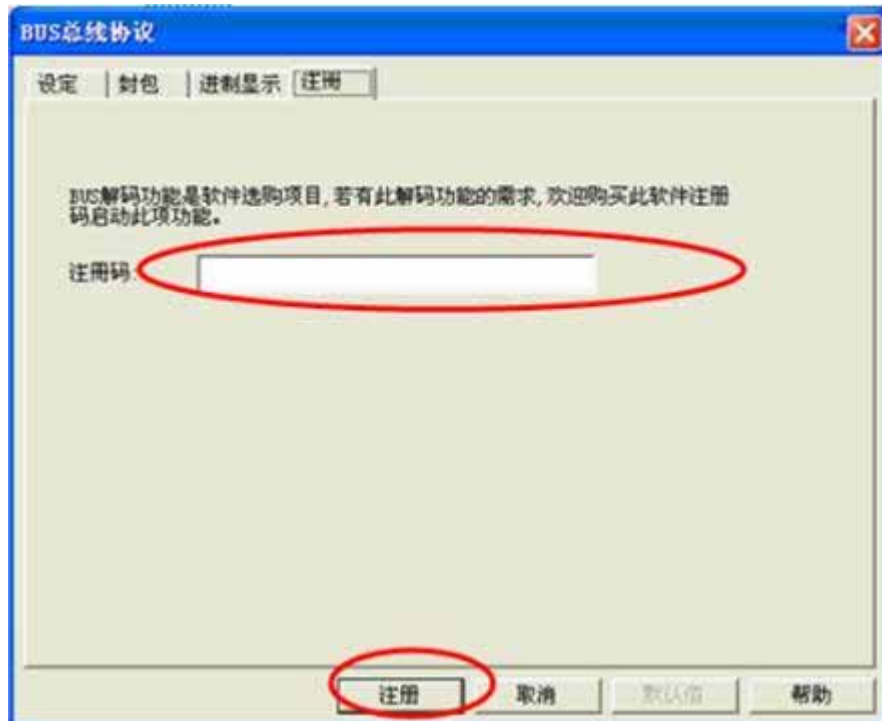 BUS总线协议
设定 封包 进制显示 注册
BUS解码功能是软件选购项目,若有此解码功能的需求,欢迎购买此软件注册
码启动此项功能。
注册码:
注册 取消 默认值 帮助